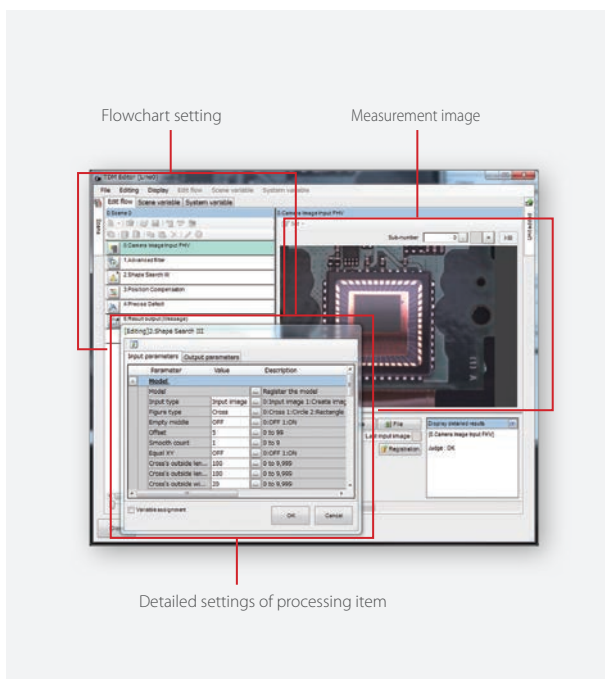 Flowchart setting
Measurement image
TDM Editor (Line0)
File Editing Display Edit flow Scene variable System variable
Edit flow Scene variable System variable
Scene
0.Camera Image Input FHV
0.Camera Image Input FHV
1.Advanced filter
2.Shape Search III
3.Position Compensation
4.Precise Defect
5.Result output (Message)
Sub-number 0
[Editing]2.Shape Search III
Input parameters Output parameters
Parameter Value Description
Model
Model ... Register the model
Input type Input image ... 0:Input image 1:Create imag
Figure type Cross ... 0:Cross 1:Circle 2:Rectangle
Empty middle OFF ... 0:OFF 1:ON
Offset 5 ... 0 to 99
Smooth count 1 ... 1 to 9
Equal XY OFF ... 0:OFF 1:ON
Cross's outside len... 100 ... 0 to 9,999
Cross's outside len... 100 ... 0 to 9,999
Cross's outside wi... 20 ... 0 to 9,999
Variable assignment
OK Cancel
File
Last input image
Registration
Display detailed results
[0.Camera Image Input FHV]
Judge : OK
Detailed settings of processing item